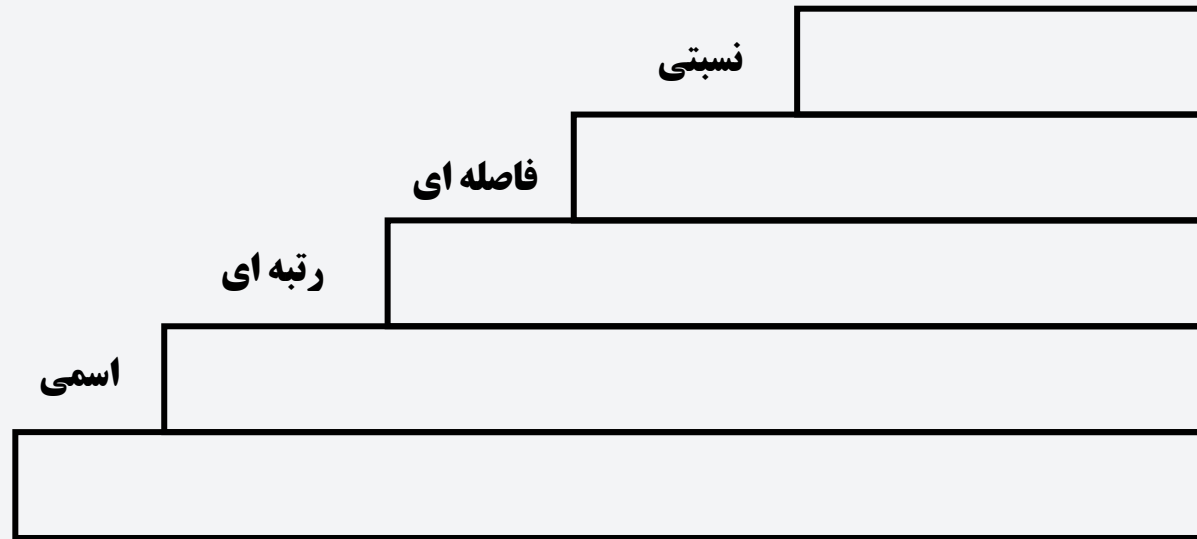 نسبتی
فاصله ای
رتبه ای
اسمی